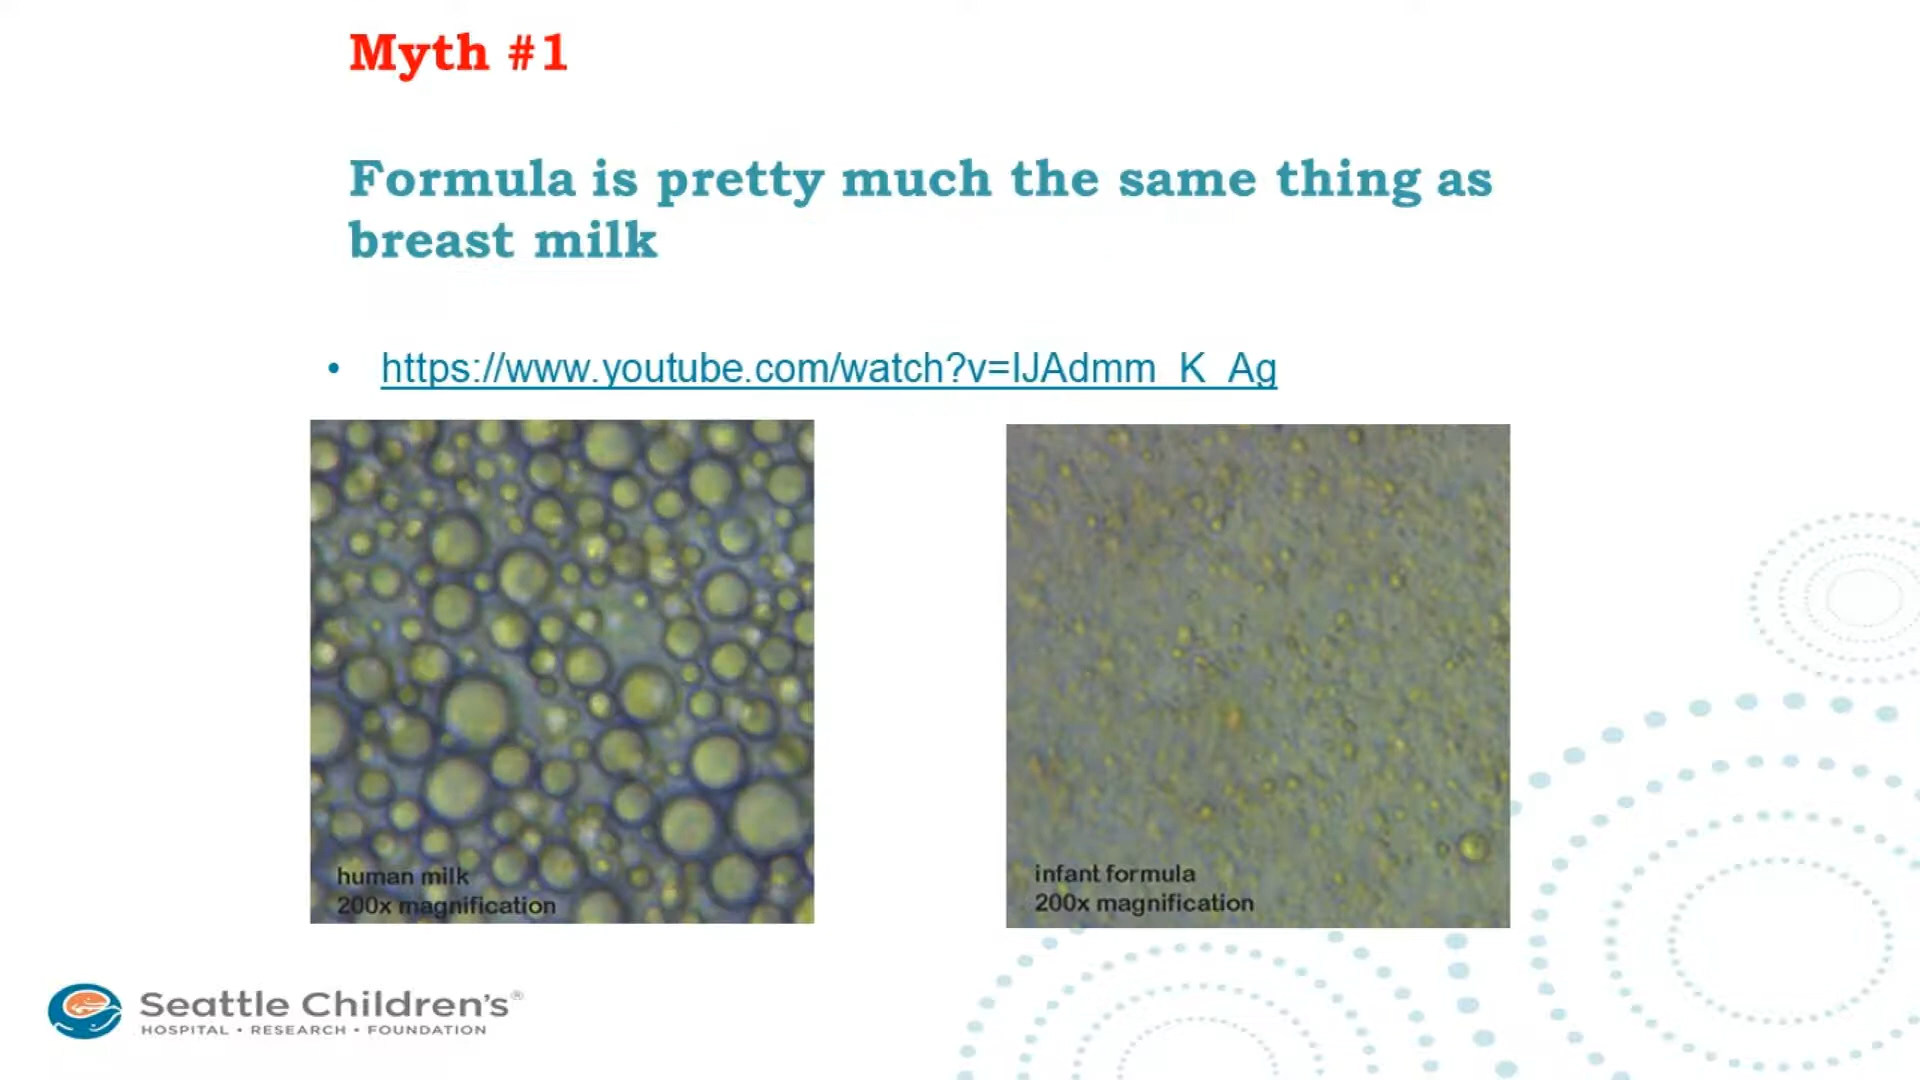 Myth #1
Formula is pretty much the same thing as
breast milk
• https://www.youtube.com/watch?v=IJAdmm_K_Ag
human milk
200x magnification
infant formula
200x magnification
Seattle Children's®
HOSPITAL • RESEARCH • FOUNDATION